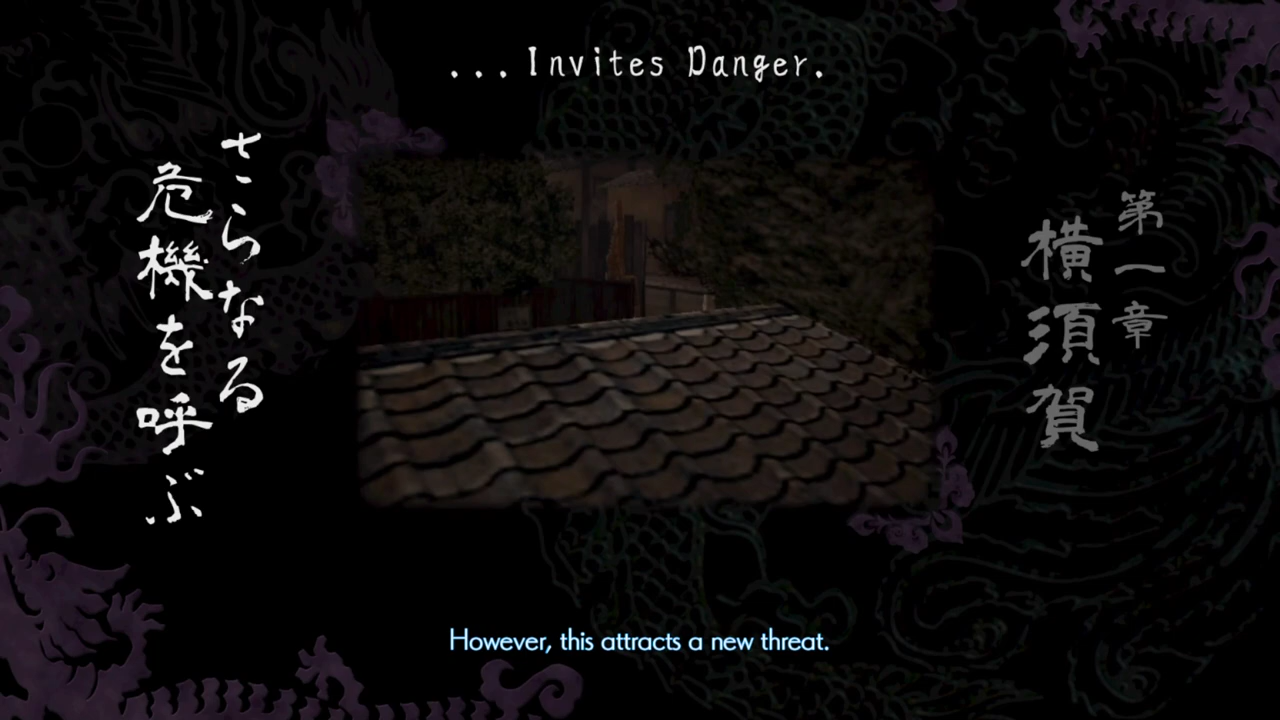 ...Invites Danger.
第一章
横須賀
さらなる
危機を呼ぶ
However, this attracts a new threat.